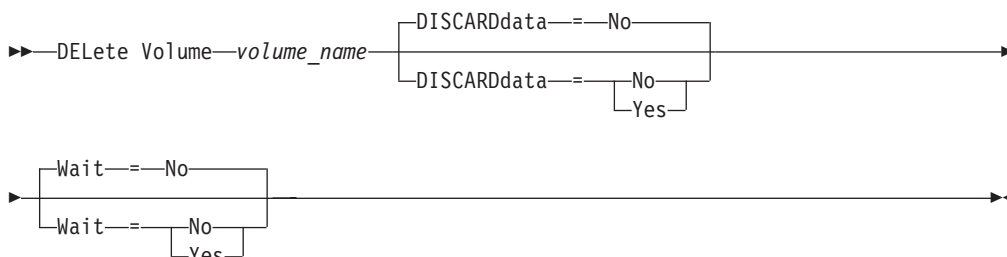 DISCARDdata = No
DELete Volume volume_name
DISCARDdata = No
Yes
Wait = No
Wait = No
Yes